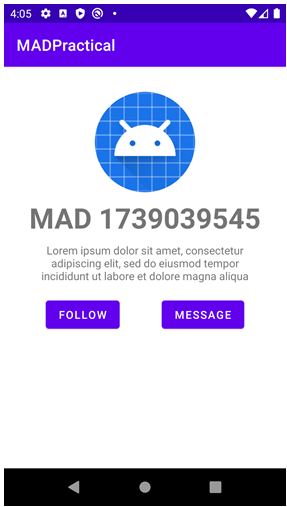 4:05
MADPractical
MAD 1739039545
Lorem ipsum dolor sit amet, consectetur
adipiscing elit, sed do eiusmod tempor
incididunt ut labore et dolore magna aliqua
FOLLOW
MESSAGE